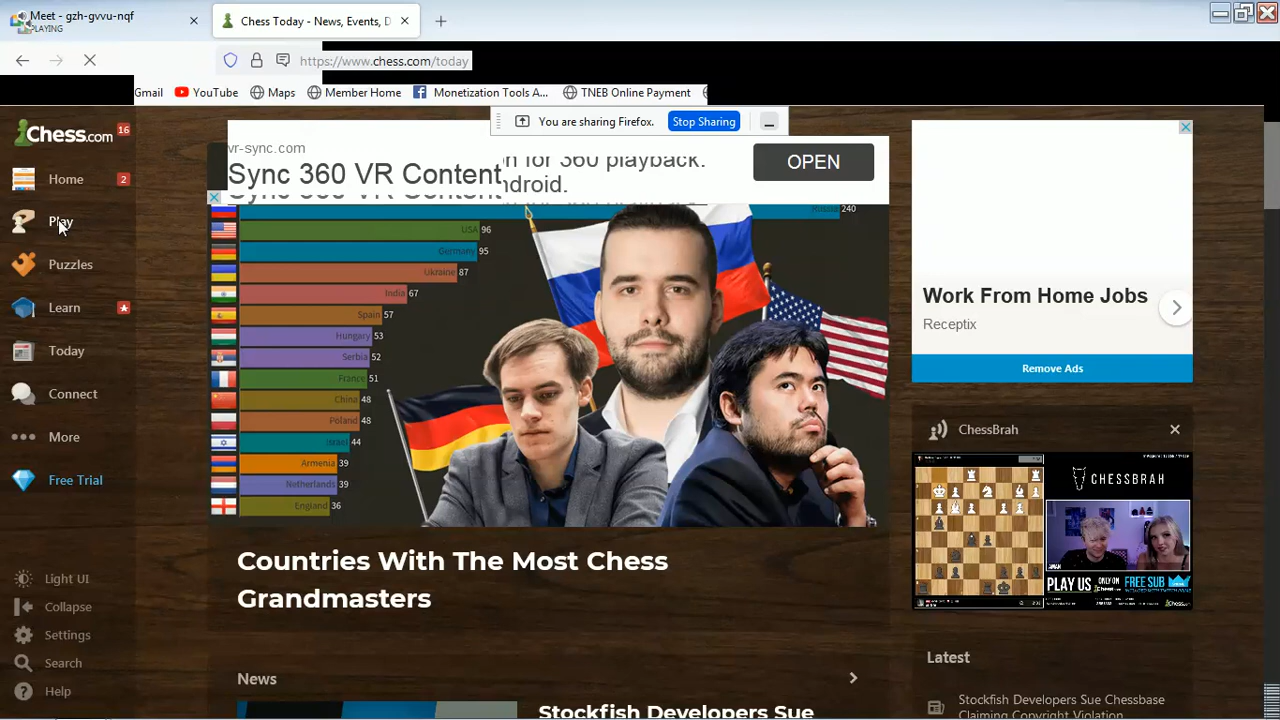 Meet - gzh-gvvu-nqf
PLAYING
Chess Today - News, Events, D
https://www.chess.com/today
Gmail
YouTube
Maps
Member Home
Monetization Tools A...
TNEB Online Payment
You are sharing Firefox.
Stop Sharing
Chess.com
16
Home
2
Play
Puzzles
Learn
Today
Connect
More
Free Trial
Light UI
Collapse
Settings
Search
Help
vr-sync.com
Sync 360 VR Content
for 360 playback.
OPEN
Russia 240
USA 96
Germany 95
Ukraine 87
India 67
Spain 57
Hungary 53
Serbia 52
France 51
China 48
Poland 48
Israel 44
Armenia 39
Netherlands 39
England 36
Countries With The Most Chess
Grandmasters
News
Stockfish Developers Sue
Work From Home Jobs
Receptix
Remove Ads
ChessBrah
CHESSBRAH
PLAY US
ONLY ON
FREE SUB
Latest
Stockfish Developers Sue Chessbase
Claiming Copyright Violation